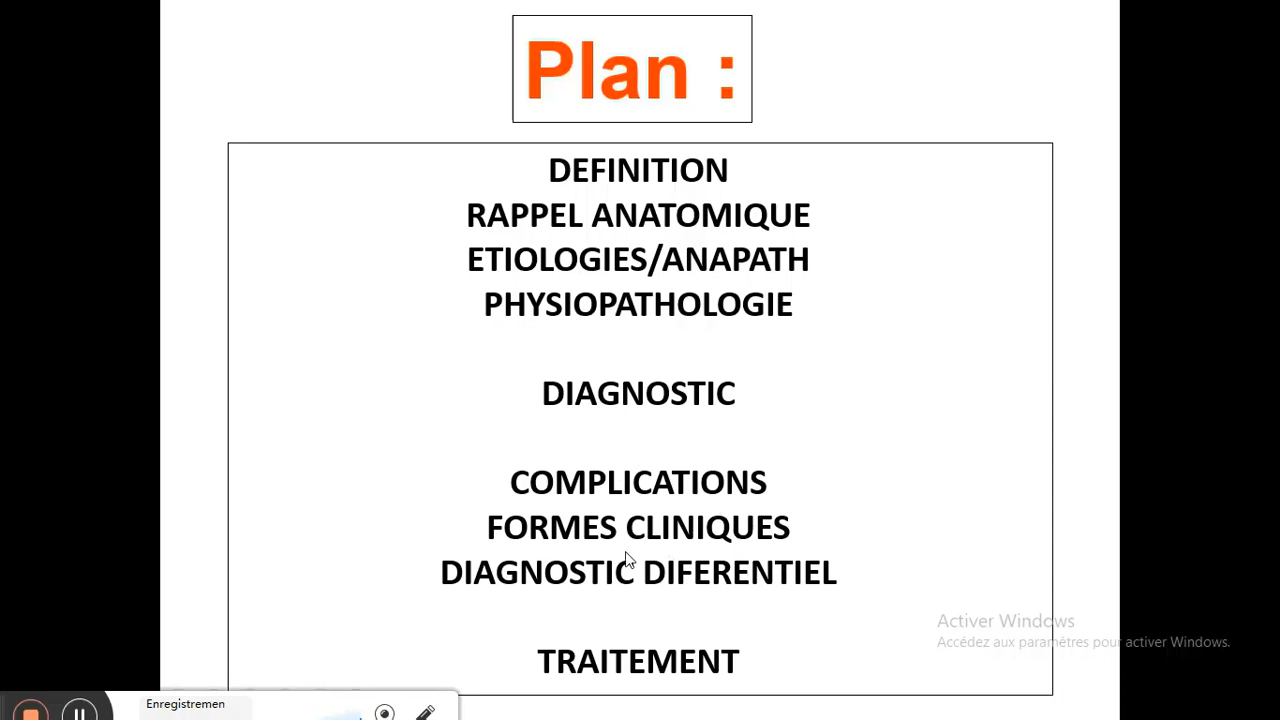 Plan :
DEFINITION
RAPPEL ANATOMIQUE
ETIOLOGIES/ANAPATH
PHYSIOPATHOLOGIE
DIAGNOSTIC
COMPLICATIONS
FORMES CLINIQUES
DIAGNOSTIC DIFERENTIEL
TRAITEMENT
Activer Windows
Accédez aux paramètres pour activer Windows.
Enregistremen